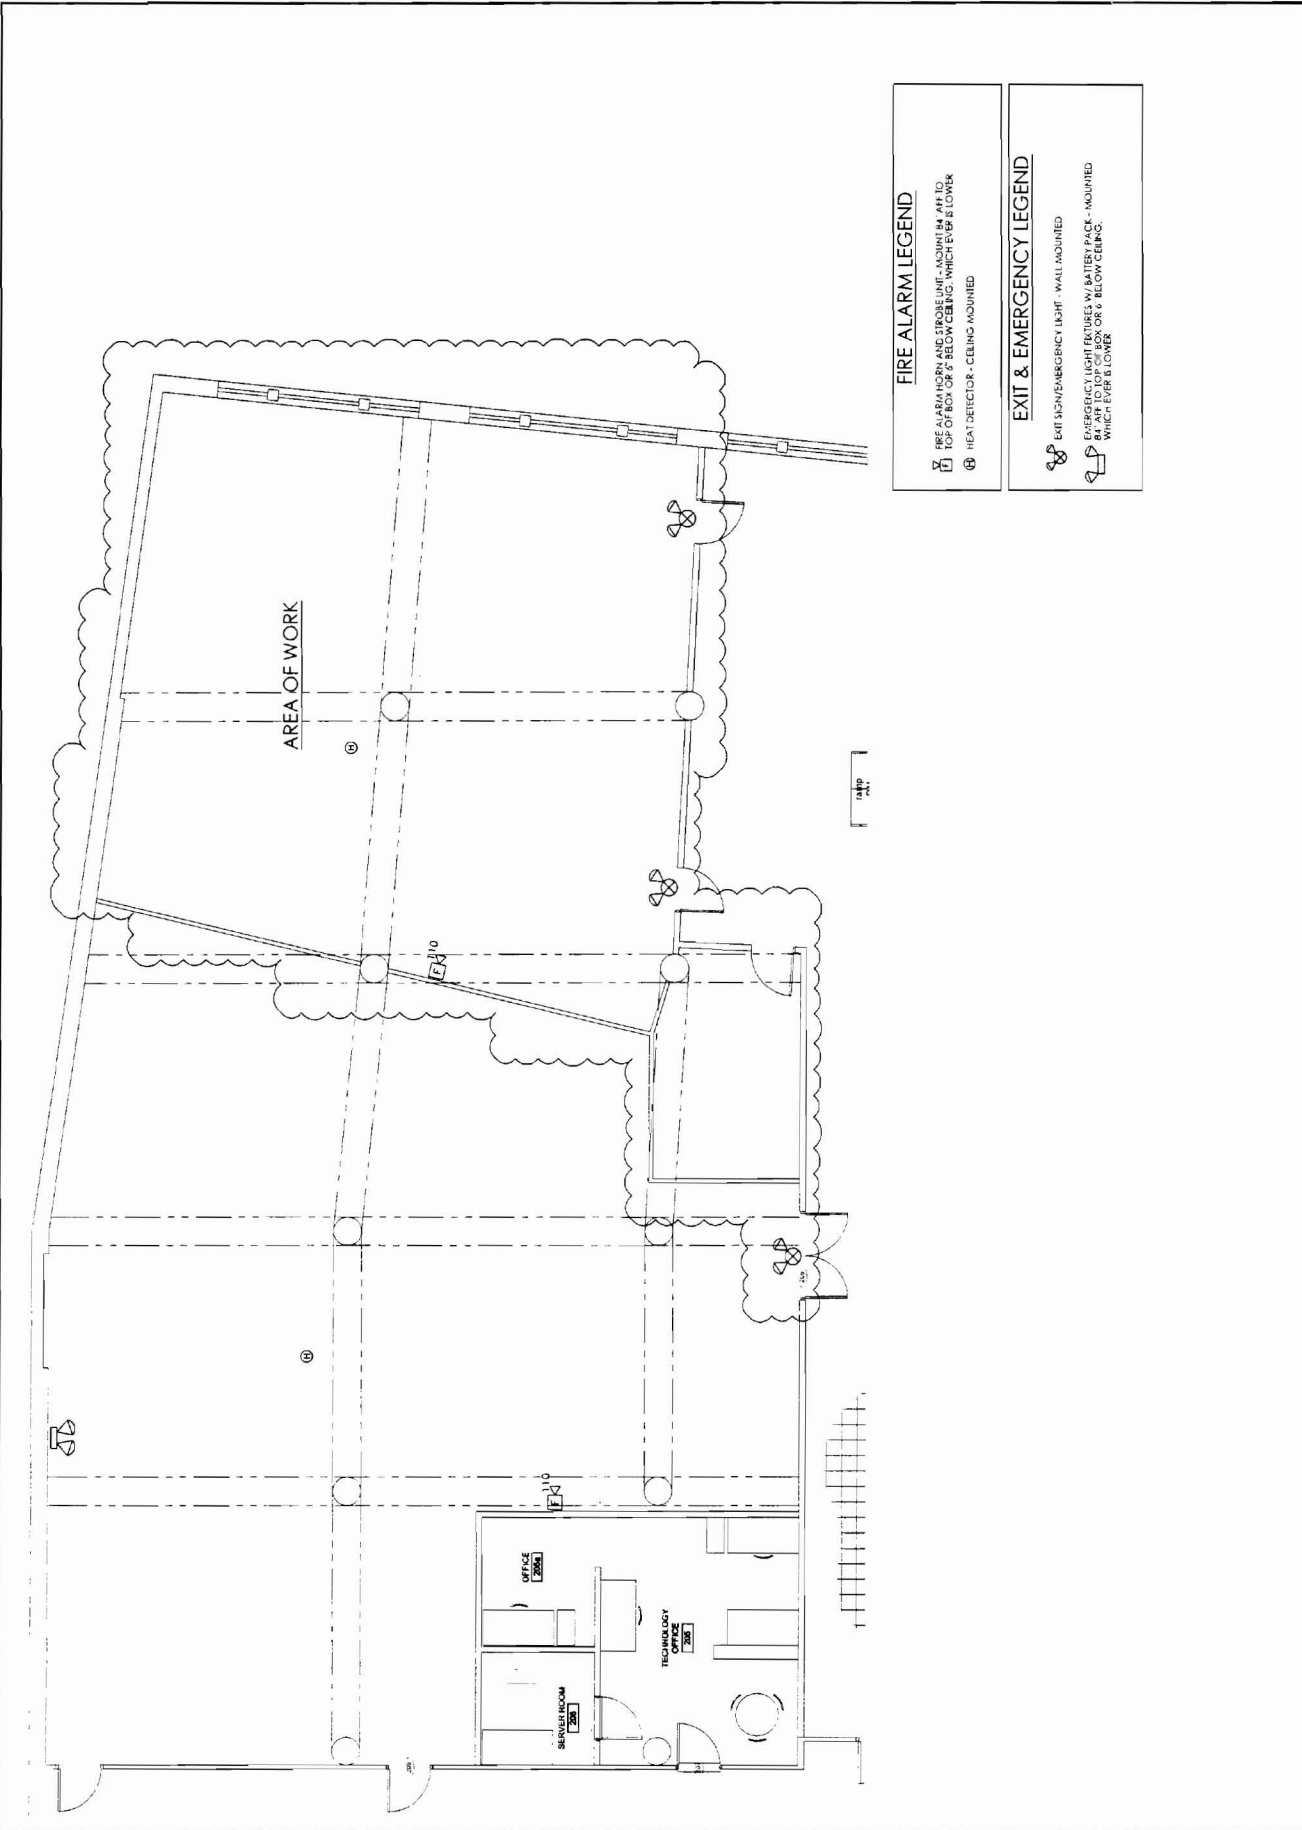 FIRE ALARM LEGEND
F FIRE ALARM HORN AND STROBE UNIT - MOUNT 84" AFF TO
TOP OF BOX OR 6" BELOW CEILING. WHICH EVER IS LOWER
H HEAT DETECTOR - CEILING MOUNTED
EXIT & EMERGENCY LEGEND
EXIT SIGN/EMERGENCY LIGHT - WALL MOUNTED
EMERGENCY LIGHT FIXTURES W/ BATTERY PACK - MOUNTED
84" AFF TO TOP OF BOX OR 6" BELOW CEILING.
WHICH EVER IS LOWER
AREA OF WORK
H
F
110
ramp
H
F
110
OFFICE
206a
TECHNOLOGY
OFFICE
205
SERVER ROOM
206